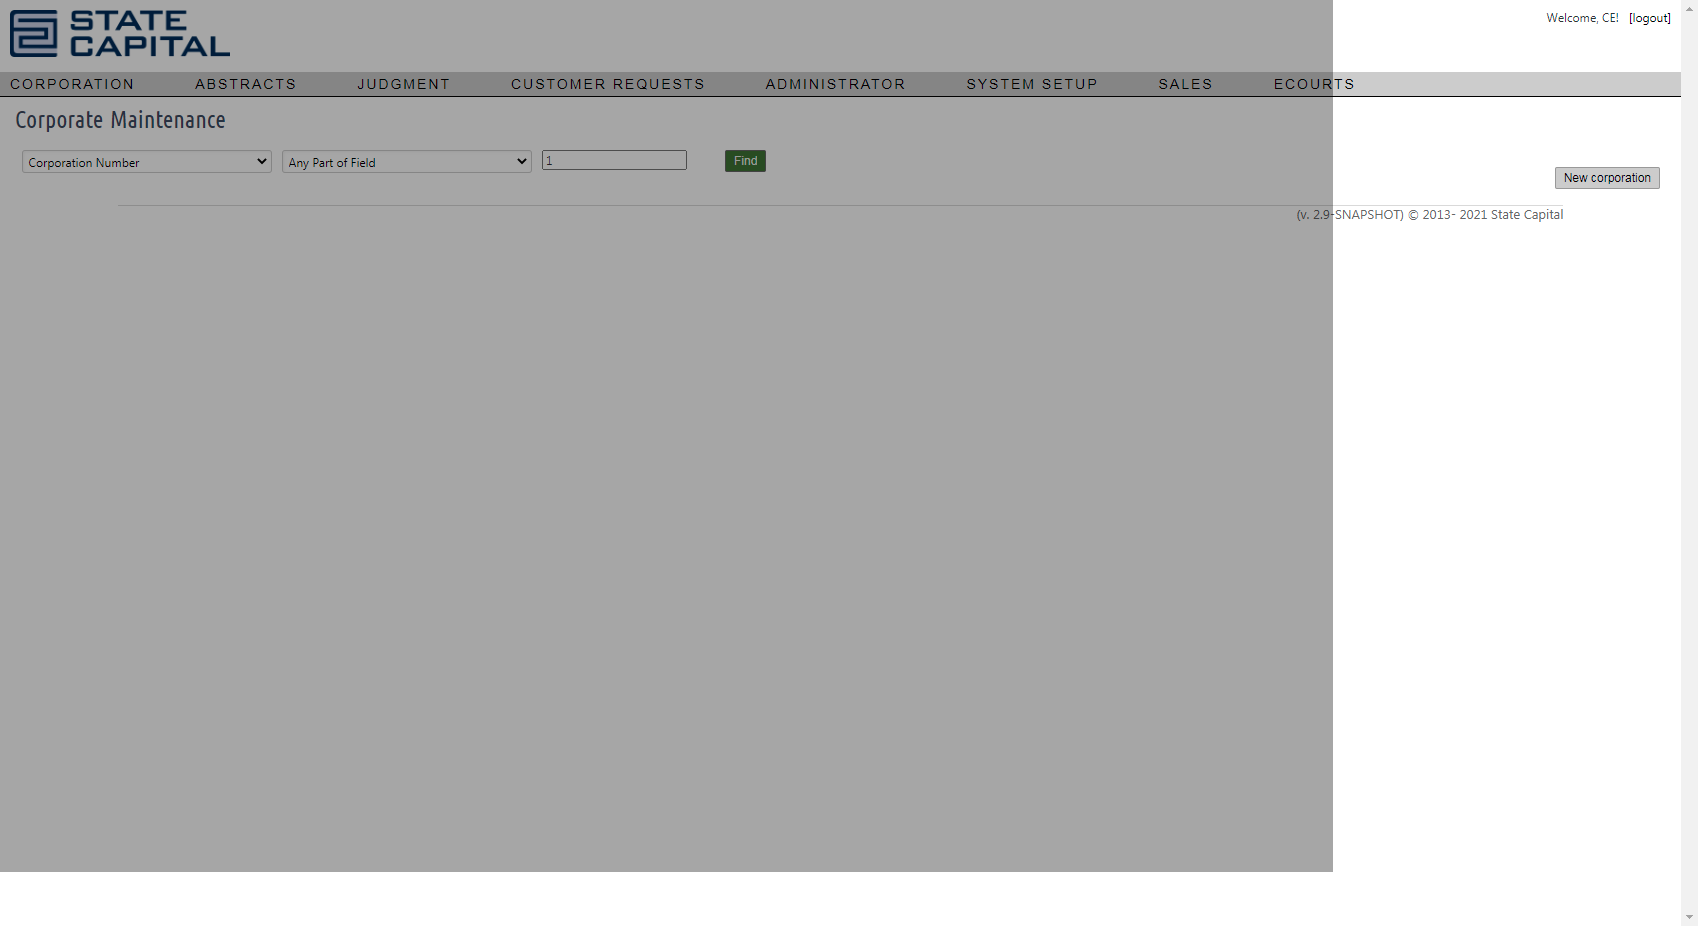 STATE
CAPITAL
Welcome, CE! [logout]
CORPORATION ABSTRACTS JUDGMENT CUSTOMER REQUESTS ADMINISTRATOR SYSTEM SETUP SALES ECOURTS
Corporate Maintenance
Corporation Number Any Part of Field 1 Find
New corporation
(v. 2.9-SNAPSHOT) © 2013- 2021 State Capital